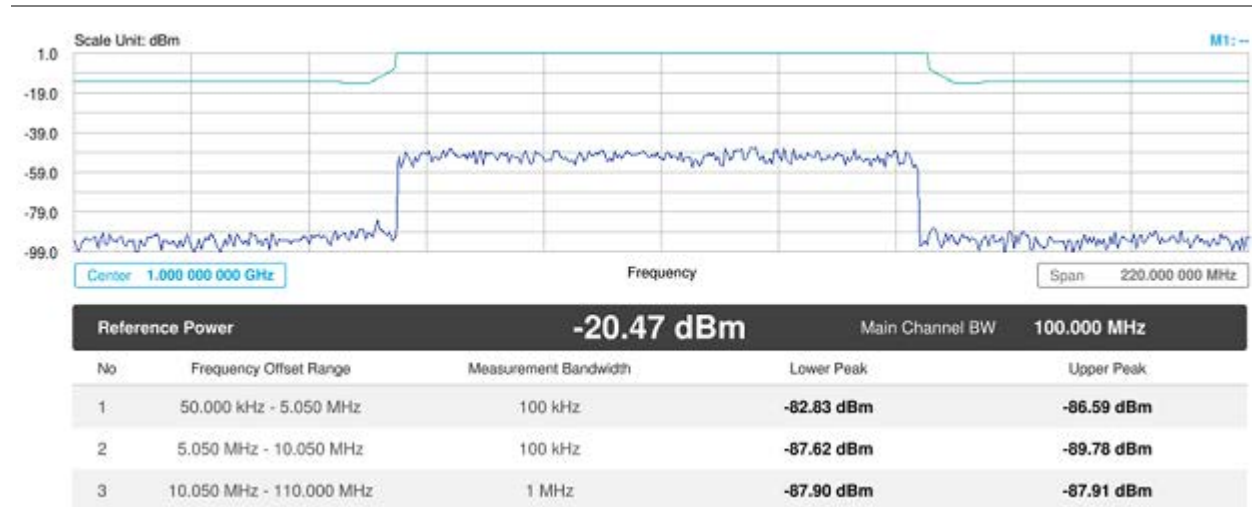 Scale Unit: dBm M1: --
1.0
-19.0
-39.0
-59.0
-79.0
-99.0
Center 1.000 000 000 GHz Frequency Span 220.000 000 MHz
Reference Power -20.47 dBm Main Channel BW 100.000 MHz
No Frequency Offset Range Measurement Bandwidth Lower Peak Upper Peak
1 50.000 kHz - 5.050 MHz 100 kHz -82.83 dBm -86.59 dBm
2 5.050 MHz - 10.050 MHz 100 kHz -87.62 dBm -89.78 dBm
3 10.050 MHz - 110.000 MHz 1 MHz -87.90 dBm -87.91 dBm